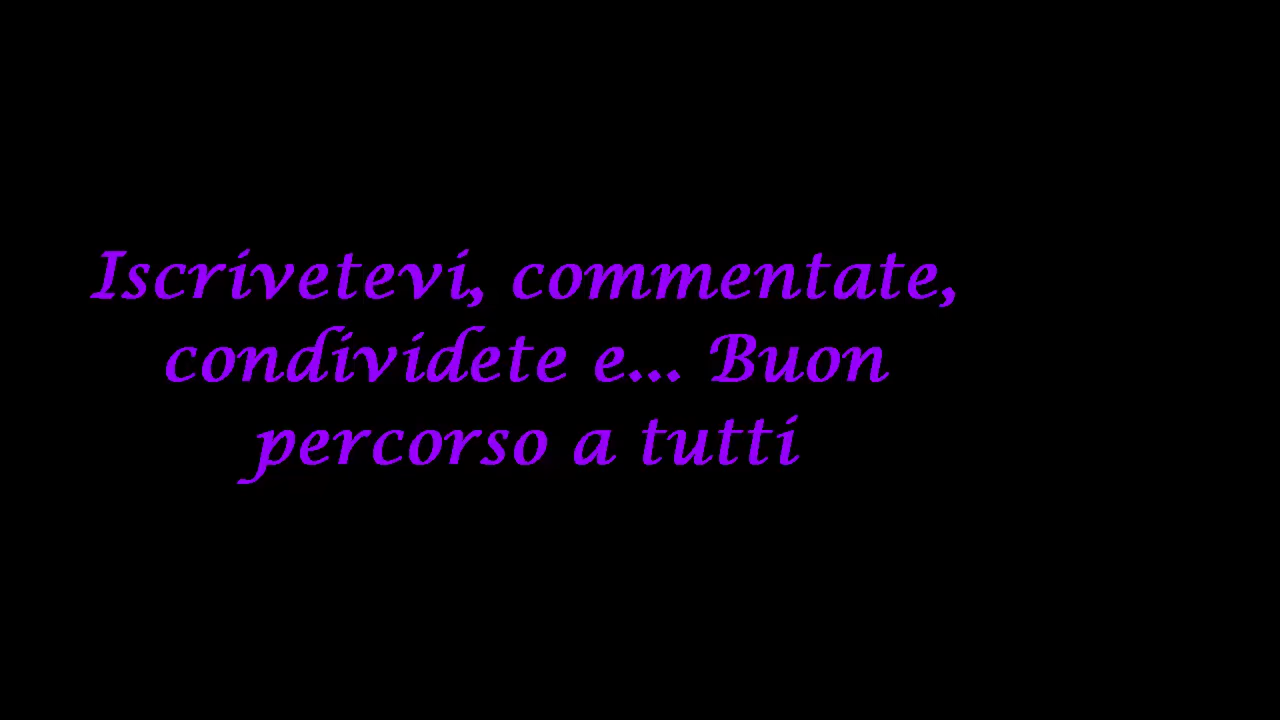 Iscrivetevi, commentate,
condividete e... Buon
percorso a tutti